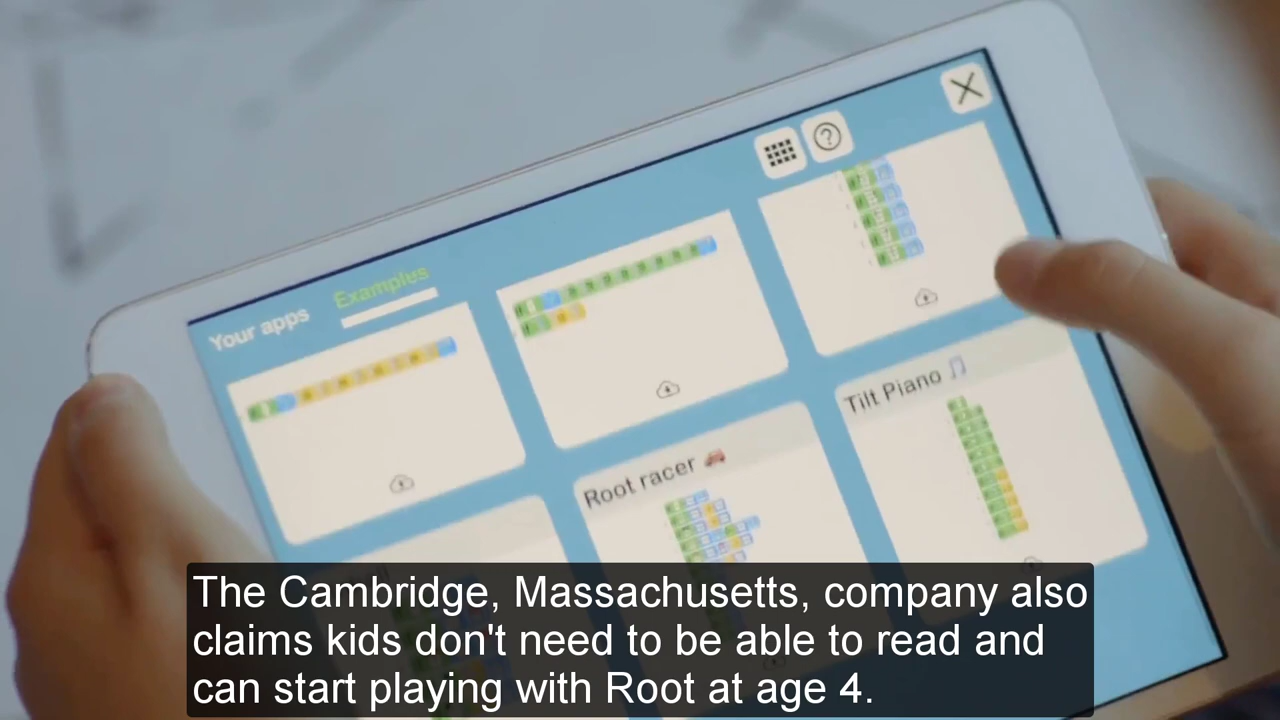 Your apps
Examples
Root racer
Tilt Piano
The Cambridge, Massachusetts, company also
claims kids don't need to be able to read and
can start playing with Root at age 4.